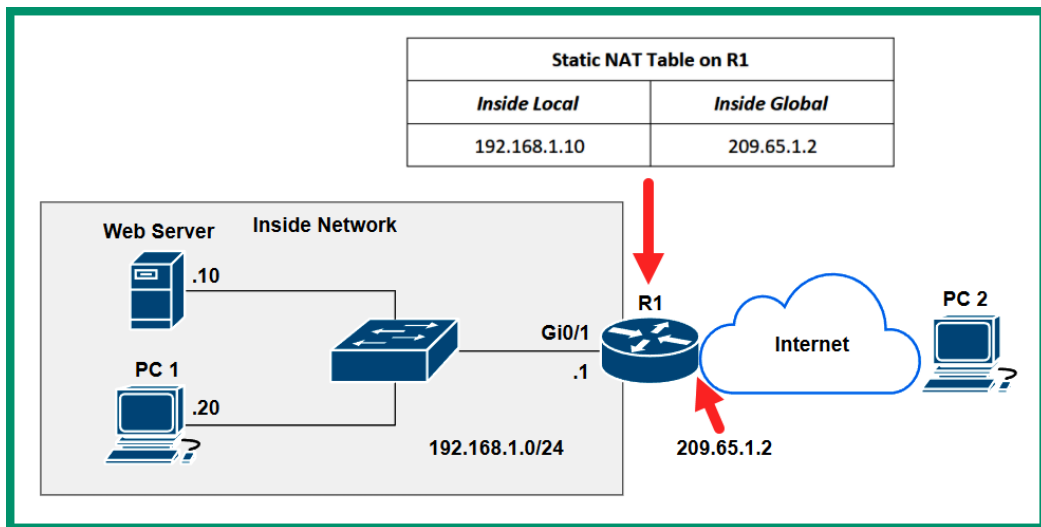 Static NAT Table on R1
Inside Local
Inside Global
192.168.1.10
209.65.1.2
Web Server
Inside Network
.10
R1
PC 2
Gi0/1
Internet
PC 1
.1
.20
192.168.1.0/24
209.65.1.2